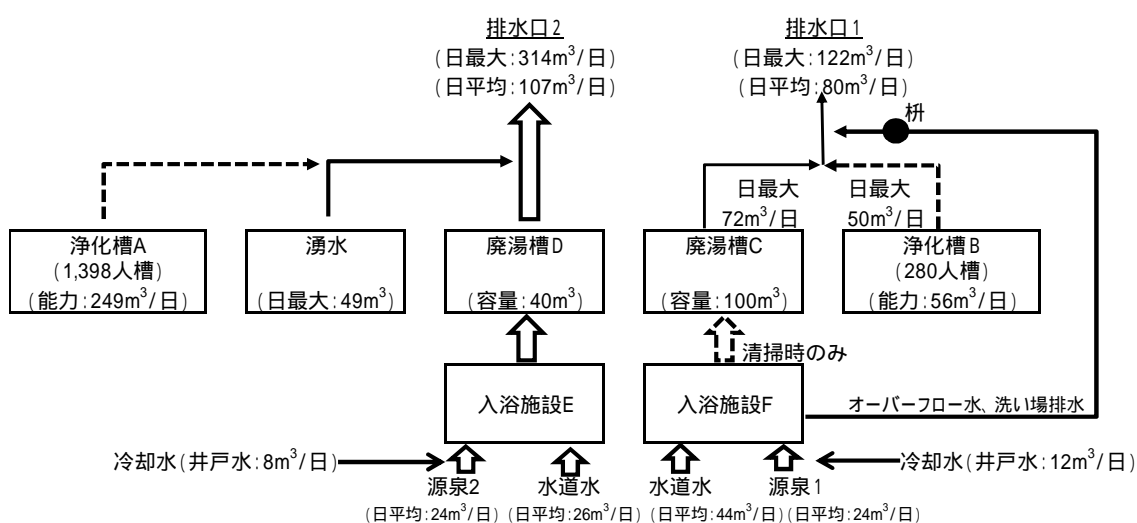 排水口2
(日最大:314m³/日)
(日平均:107m³/日)
排水口1
(日最大:122m³/日)
(日平均:80m³/日)
枡
日最大
72m³/日
日最大
50m³/日
浄化槽A
(1,398人槽)
(能力:249m³/日)
湧水
(日最大:49m³)
廃湯槽D
(容量:40m³)
廃湯槽C
(容量:100m³)
浄化槽B
(280人槽)
(能力:56m³/日)
清掃時のみ
入浴施設E
入浴施設F
オーバーフロー水、洗い場排水
冷却水(井戸水:8m³/日)
冷却水(井戸水:12m³/日)
源泉2
水道水
水道水
源泉1
(日平均:24m³/日)
(日平均:26m³/日)
(日平均:44m³/日)
(日平均:24m³/日)